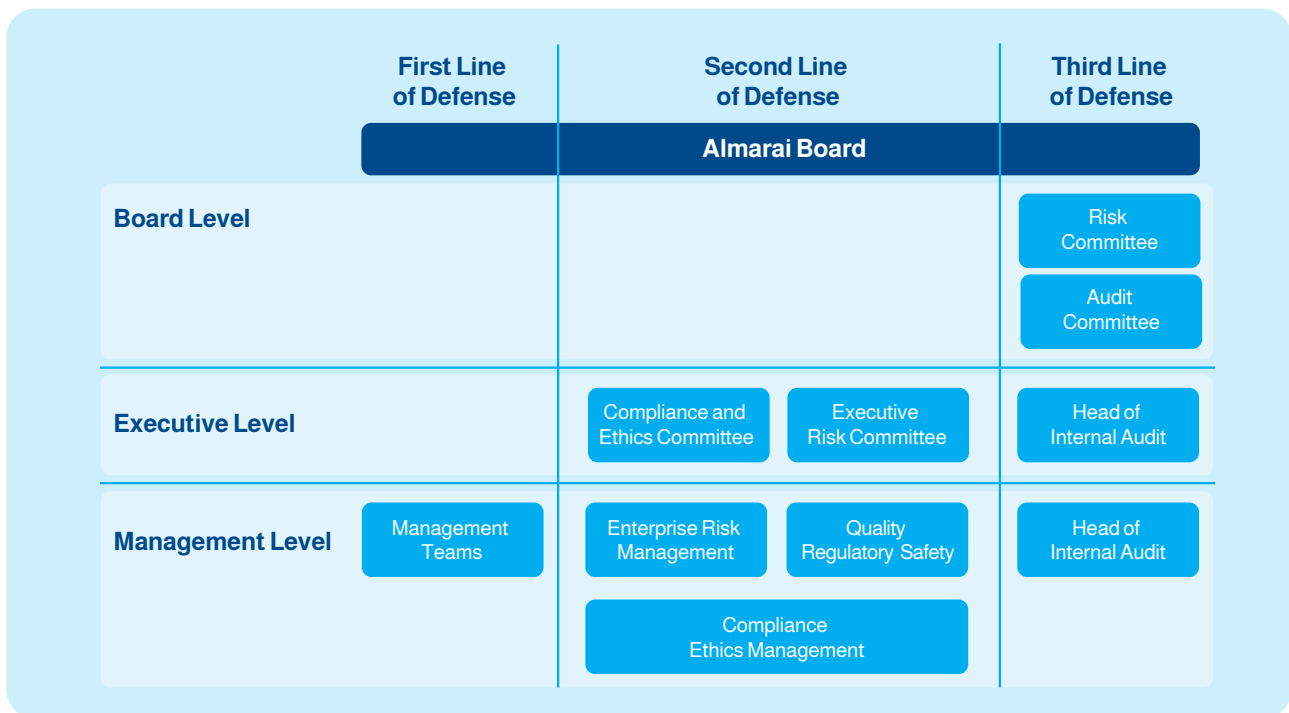 First Line
of Defense
Second Line
of Defense
Third Line
of Defense
Almarai Board
Board Level
Risk
Committee
Audit
Committee
Executive Level
Compliance and
Ethics Committee
Executive
Risk Committee
Head of
Internal Audit
Management Level
Management
Teams
Enterprise Risk
Management
Quality
Regulatory Safety
Head of
Internal Audit
Compliance
Ethics Management